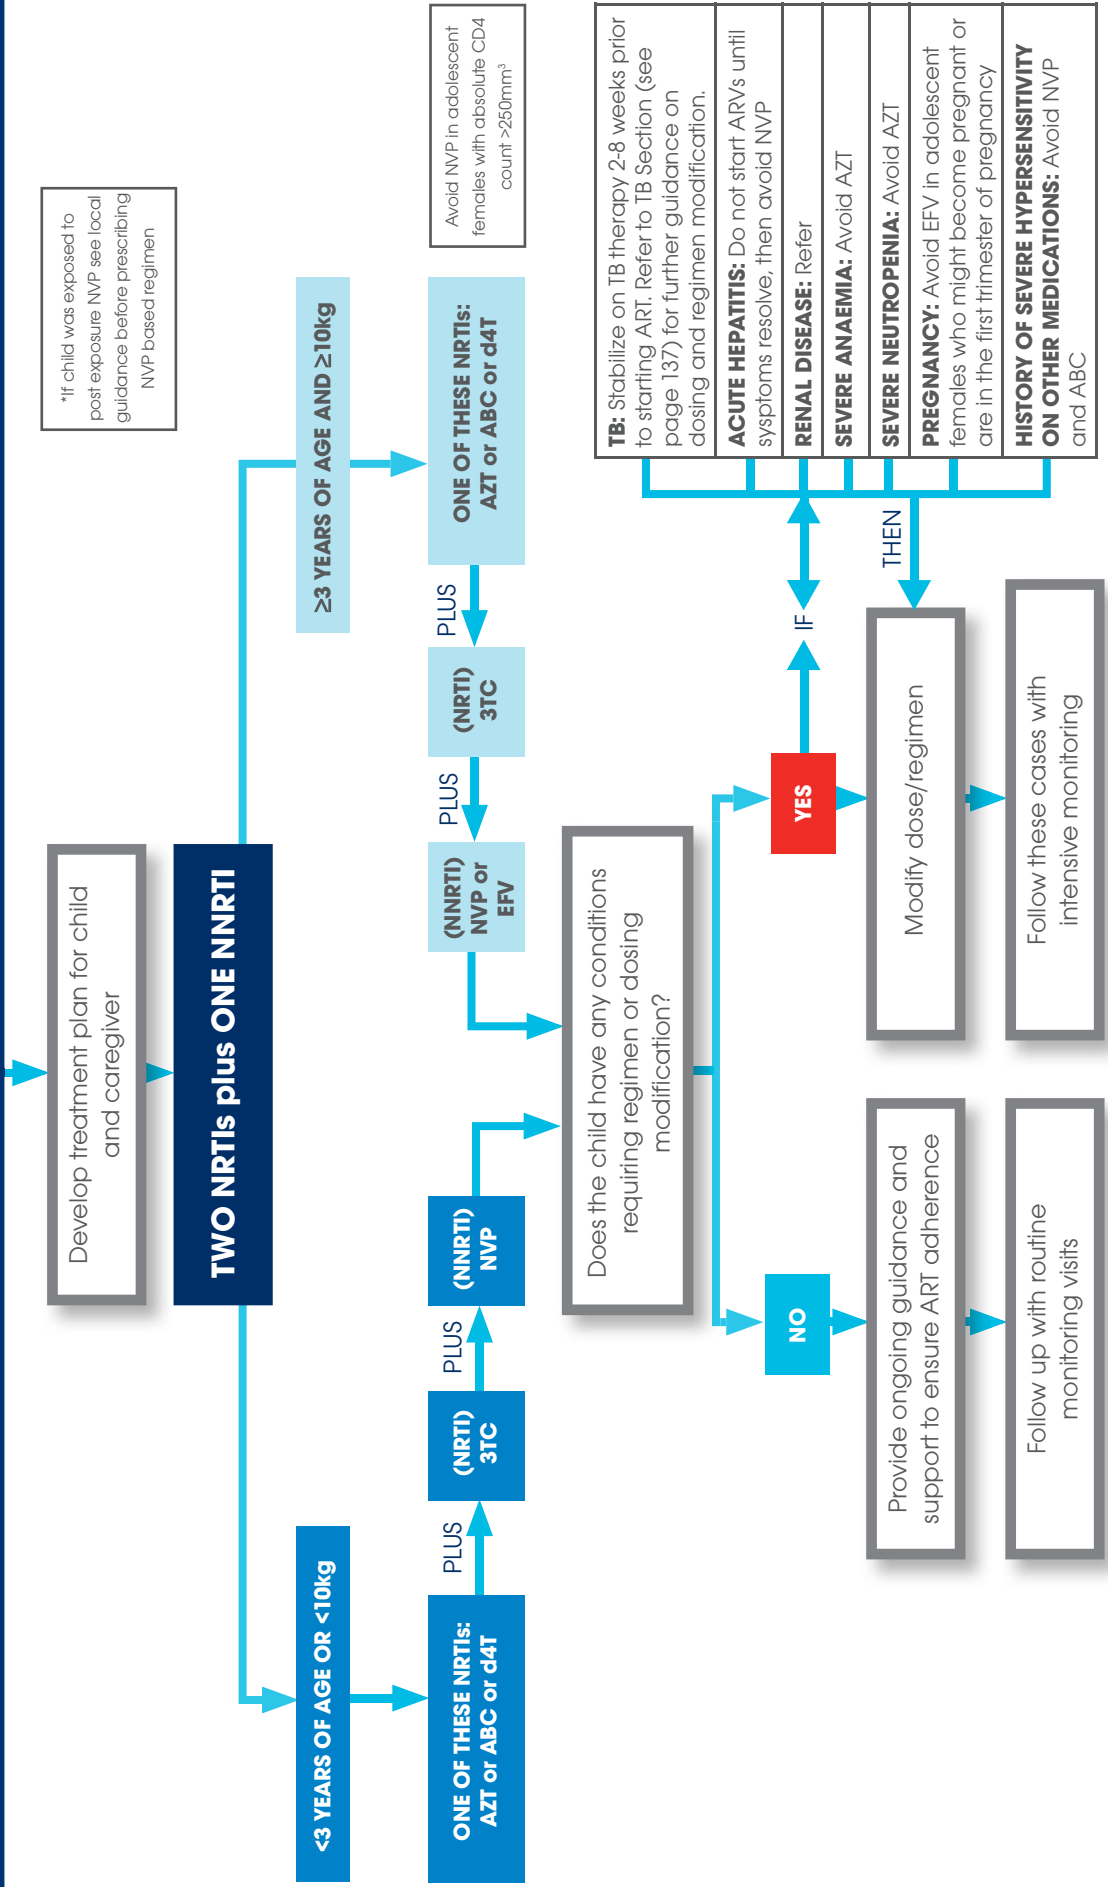 *If child was exposed to
post exposure NVP see local
guidance before prescribing
NVP based regimen
Develop treatment plan for child
and caregiver
TWO NRTIs plus ONE NNRTI
<3 YEARS OF AGE OR <10kg
≥3 YEARS OF AGE AND ≥10kg
ONE OF THESE NRTIs:
AZT or ABC or d4T
PLUS
(NRTI)
3TC
PLUS
(NNRTI)
NVP
(NNRTI)
NVP or
EFV
PLUS
(NRTI)
3TC
PLUS
ONE OF THESE NRTIs:
AZT or ABC or d4T
Avoid NVP in adolescent
females with absolute CD4
count >250mm³
Does the child have any conditions
requiring regimen or dosing
modification?
NO
YES
IF
THEN
TB: Stabilize on TB therapy 2-8 weeks prior
to starting ART. Refer to TB Section (see
page 137) for further guidance on
dosing and regimen modification.
ACUTE HEPATITIS: Do not start ARVs until
sysptoms resolve, then avoid NVP
RENAL DISEASE: Refer
SEVERE ANAEMIA: Avoid AZT
SEVERE NEUTROPENIA: Avoid AZT
PREGNANCY: Avoid EFV in adolescent
females who might become pregnant or
are in the first trimester of pregnancy
HISTORY OF SEVERE HYPERSENSITIVITY
ON OTHER MEDICATIONS: Avoid NVP
and ABC
Provide ongoing guidance and
support to ensure ART adherence
Modify dose/regimen
Follow up with routine
monitoring visits
Follow these cases with
intensive monitoring